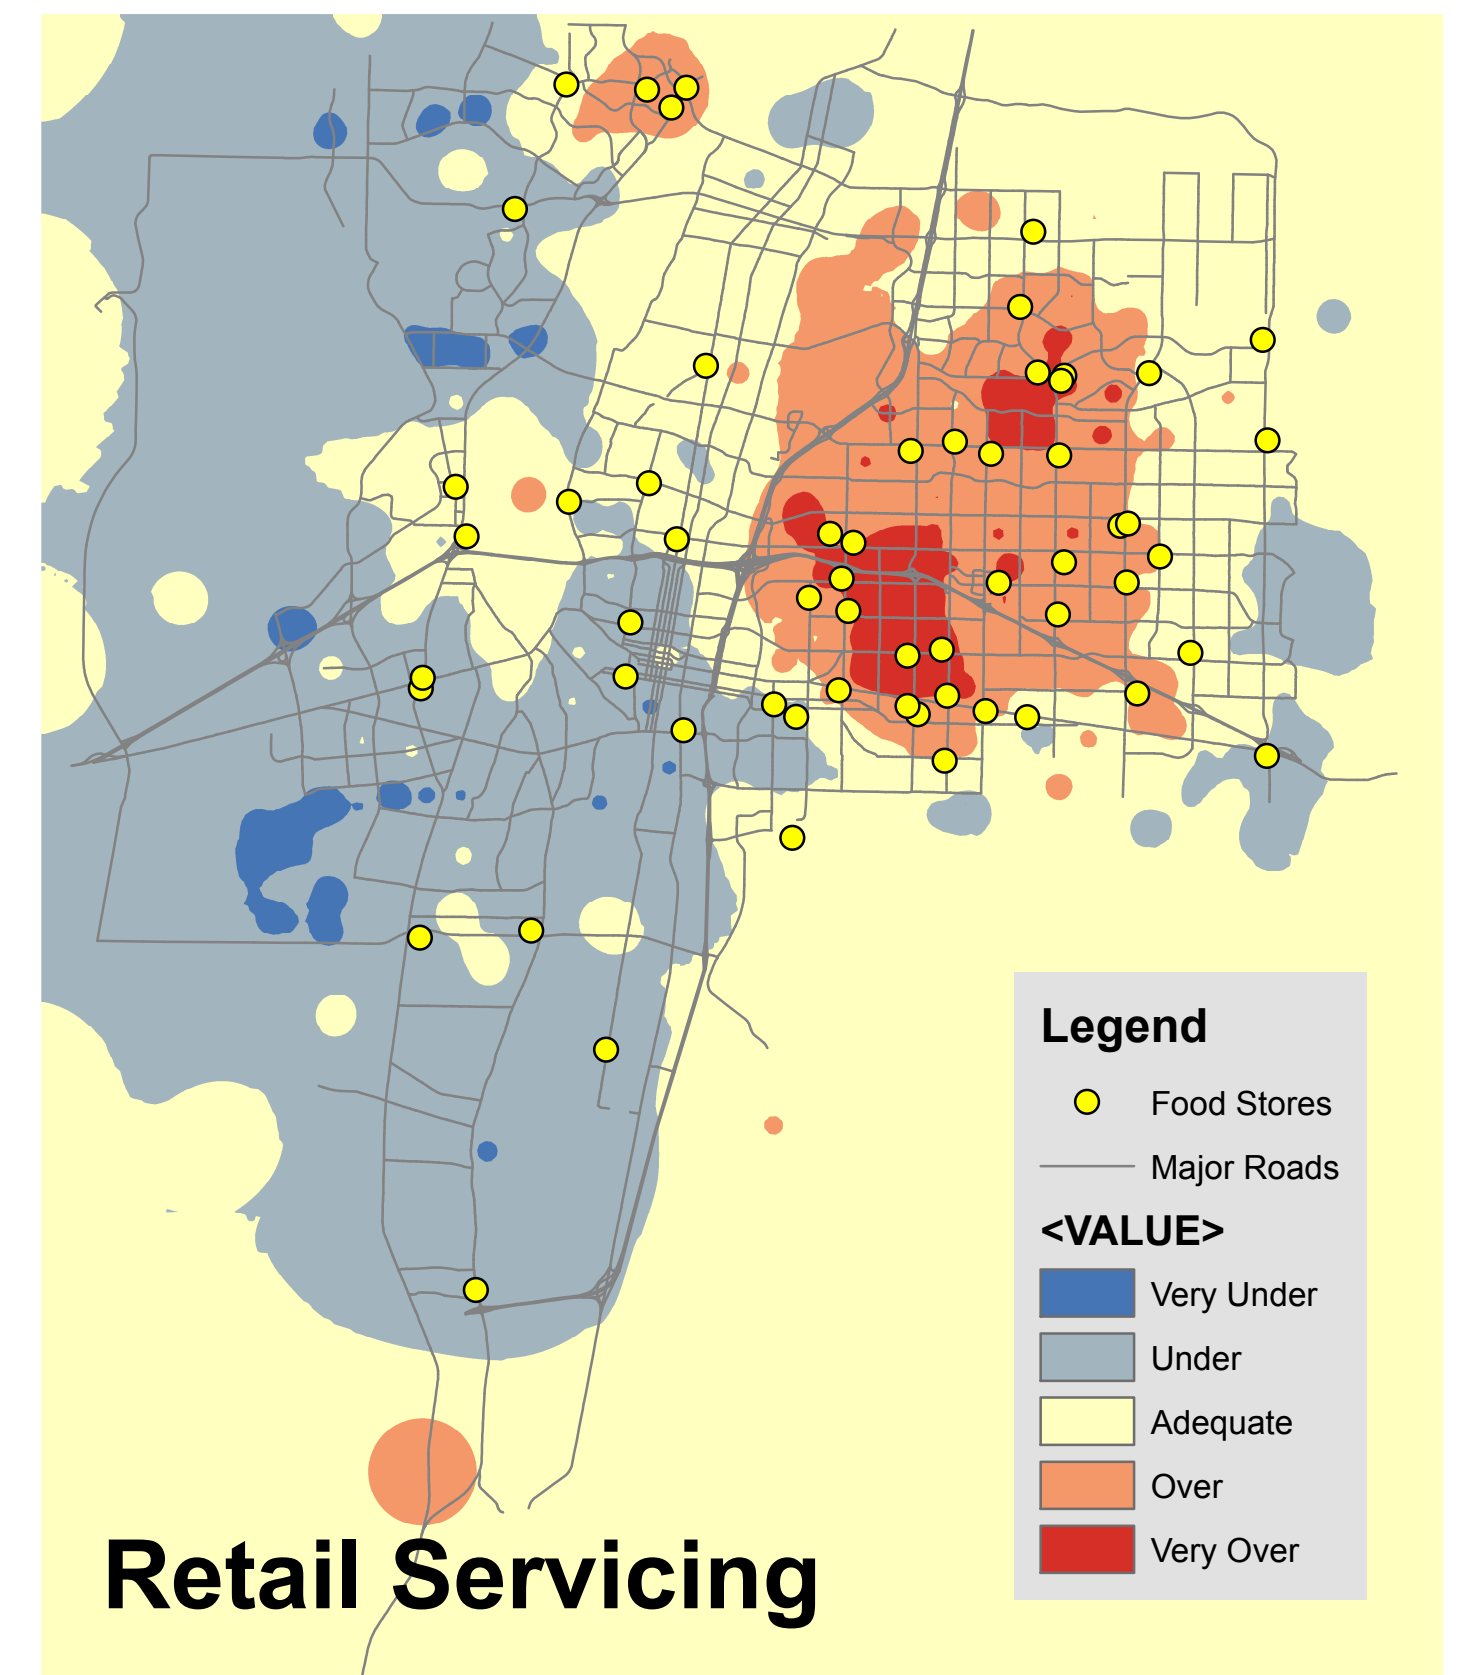 Legend
Food Stores
Major Roads
<VALUE>
Very Under
Under
Adequate
Over
Very Over
Retail Servicing